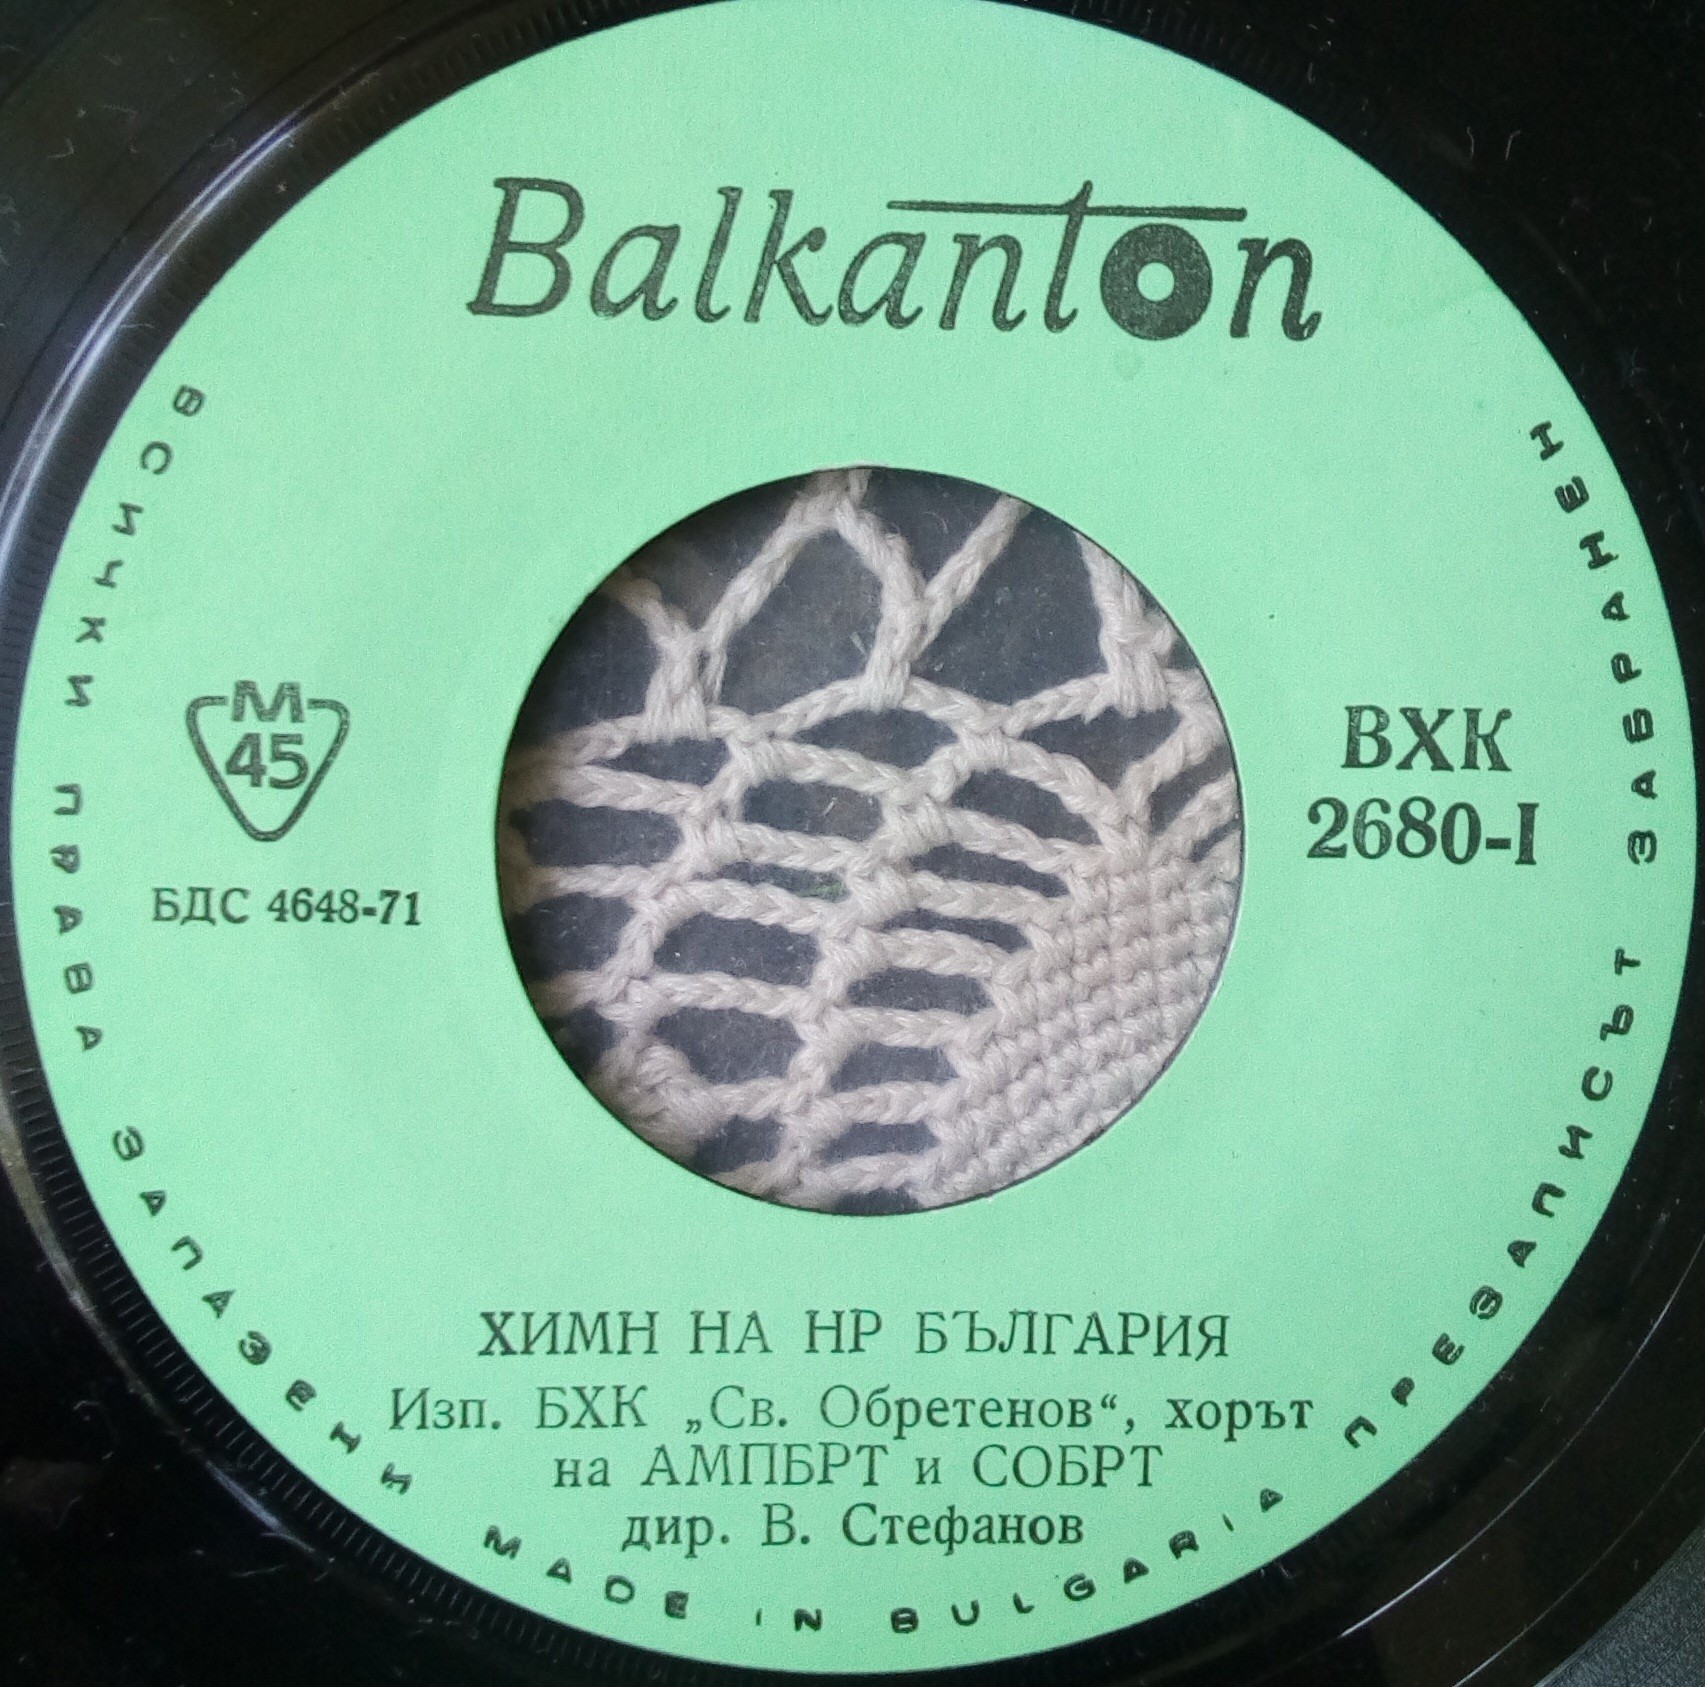 Balkanton
M
45
БДС 4648-71
ВХК
2680-I
ХИМН НА НР БЪЛГАРИЯ
Изп. БХК „Св. Обретенов“, хорът
на АМПБРТ и СОБРТ
дир. В. Стефанов
ВСИЧКИ ПРАВА ЗАПАЗЕНИ MADE IN BULGARIA ПРЕЗАПИСЪТ ЗАБРАНЕН